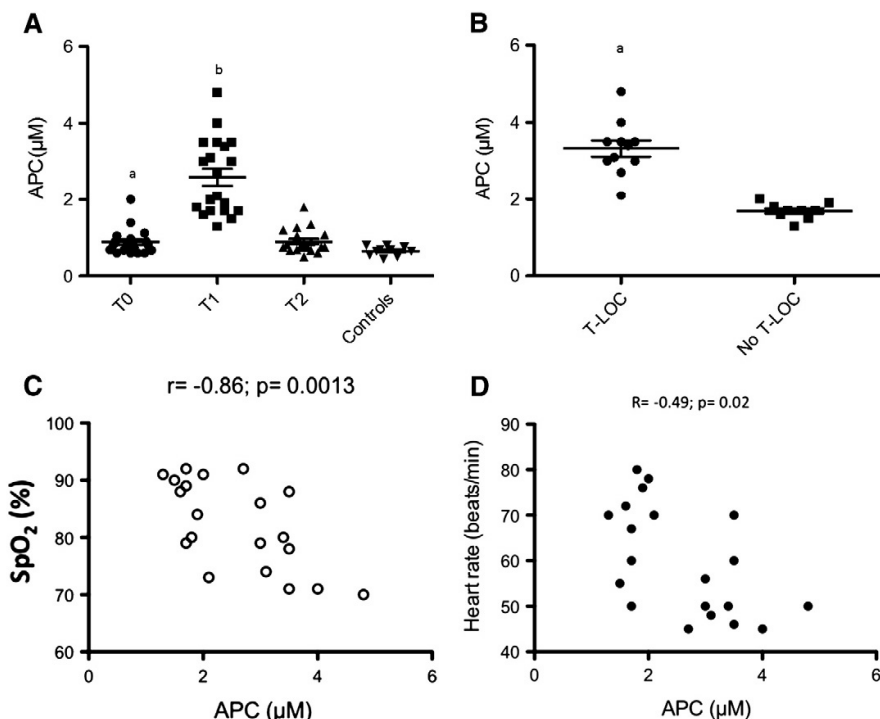 A
6
4
2
0
APC(µM)
a
b
T0
T1
T2
Controls
B
6
4
2
0
APC (µM)
a
T-LOC
No T-LOC
C
r= -0.86; p= 0.0013
100
90
80
70
60
SpO₂ (%)
0 2 4 6
APC (µM)
D
R= -0.49; p= 0.02
90
80
70
60
50
40
Heart rate (beats/min)
0 2 4 6
APC (µM)